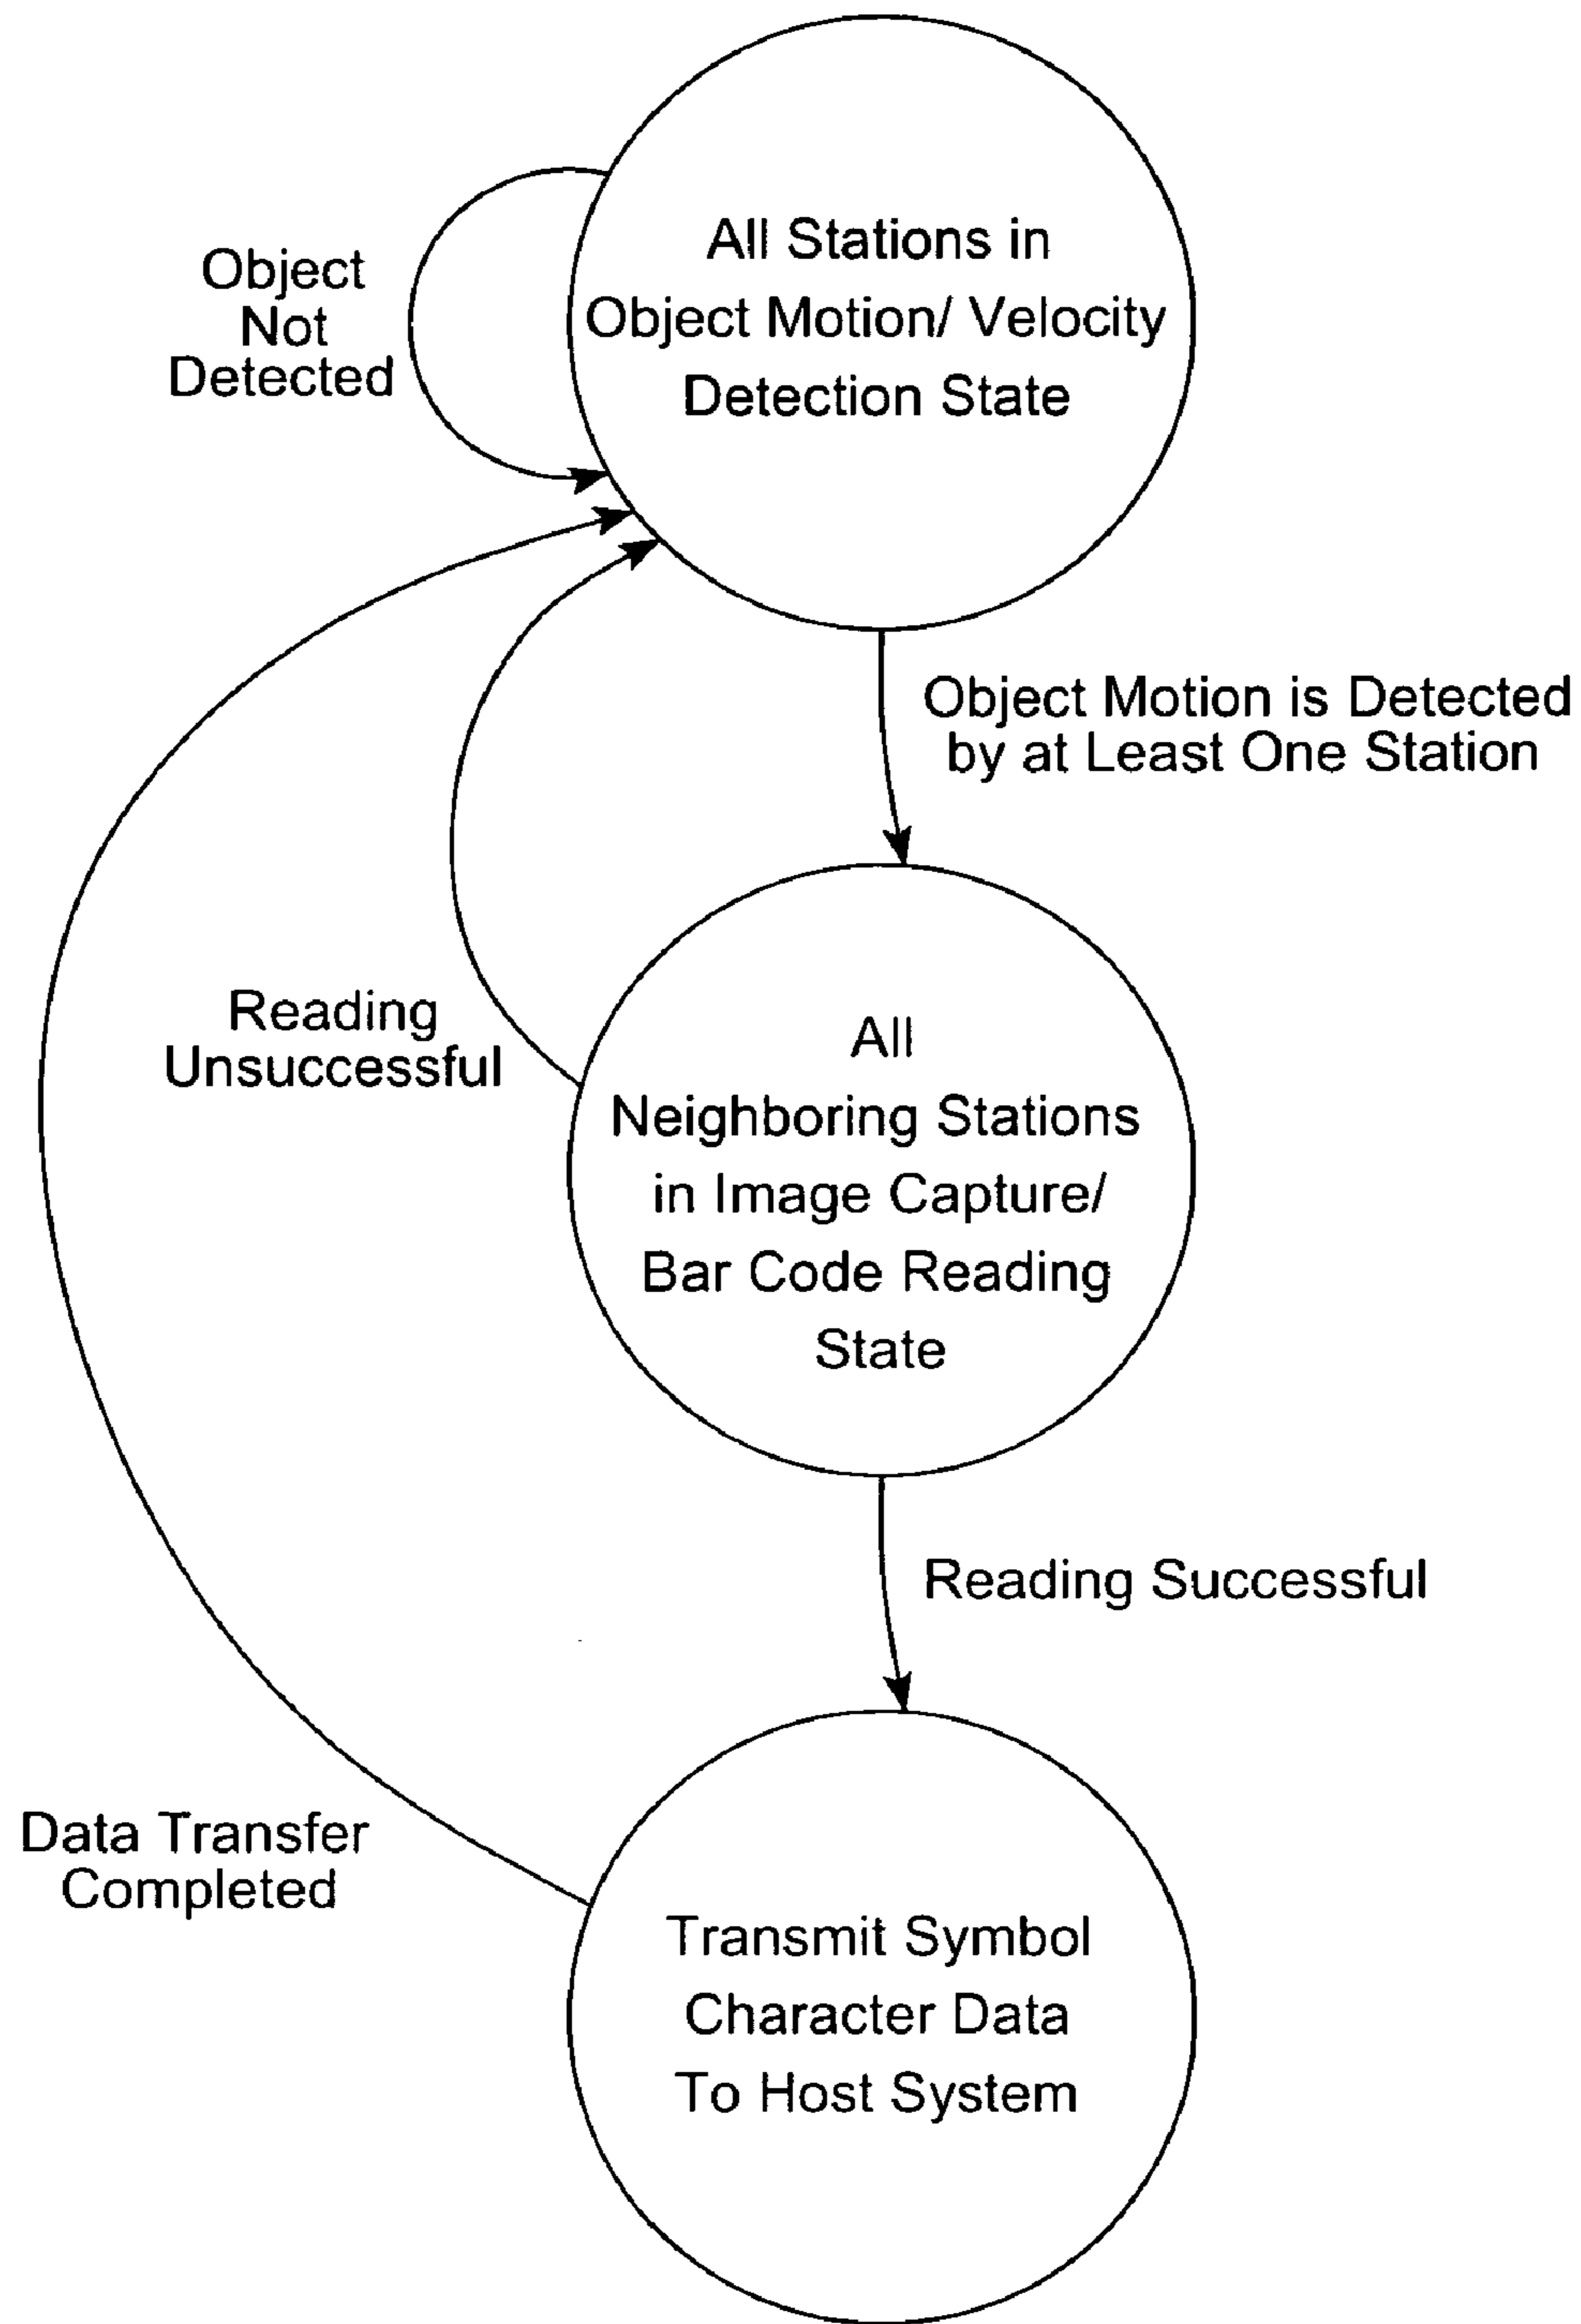 All Stations in
Object Motion/ Velocity
Detection State
Object
Not
Detected
Object Motion is Detected
by at Least One Station
Reading
Unsuccessful
All
Neighboring Stations
in Image Capture/
Bar Code Reading
State
Reading Successful
Data Transfer
Completed
Transmit Symbol
Character Data
To Host System